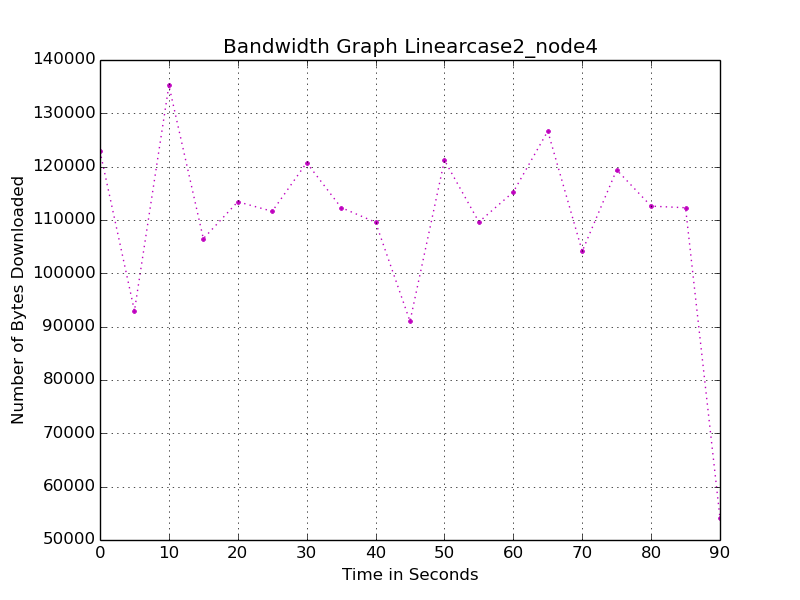 Bandwidth Graph Linearcase2_node4
140000
130000
120000
110000
100000
90000
80000
70000
60000
50000
Number of Bytes Downloaded
0 10 20 30 40 50 60 70 80 90
Time in Seconds